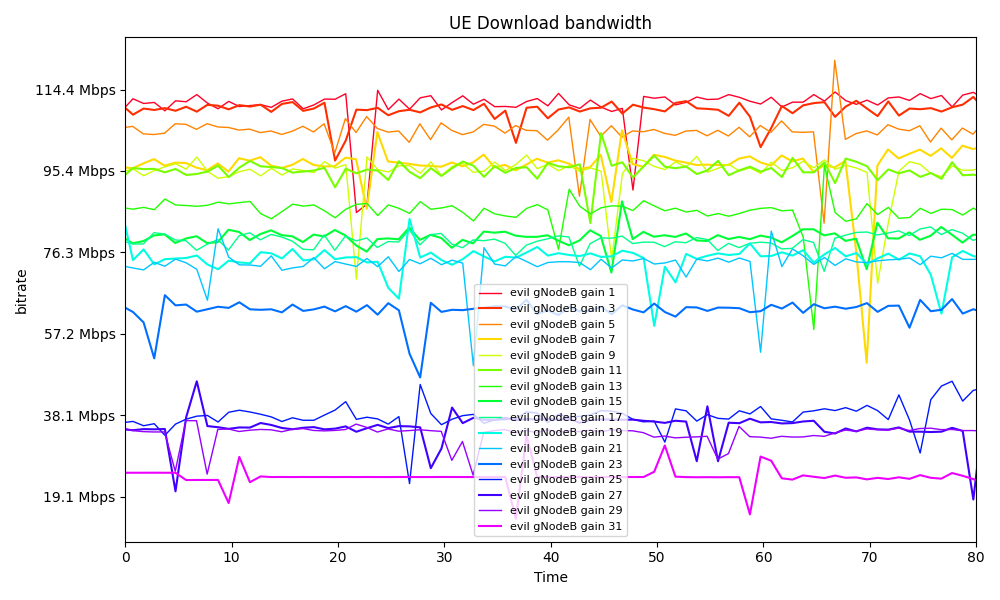 UE Download bandwidth
bitrate
114.4 Mbps
95.4 Mbps
76.3 Mbps
57.2 Mbps
38.1 Mbps
19.1 Mbps
evil gNodeB gain 1
evil gNodeB gain 3
evil gNodeB gain 5
evil gNodeB gain 7
evil gNodeB gain 9
evil gNodeB gain 11
evil gNodeB gain 13
evil gNodeB gain 15
evil gNodeB gain 17
evil gNodeB gain 19
evil gNodeB gain 21
evil gNodeB gain 23
evil gNodeB gain 25
evil gNodeB gain 27
evil gNodeB gain 29
evil gNodeB gain 31
0 10 20 30 40 50 60 70 80
Time